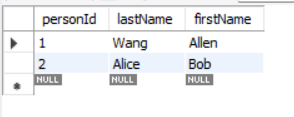 personId lastName firstName
1 Wang Allen
2 Alice Bob
NULL NULL NULL